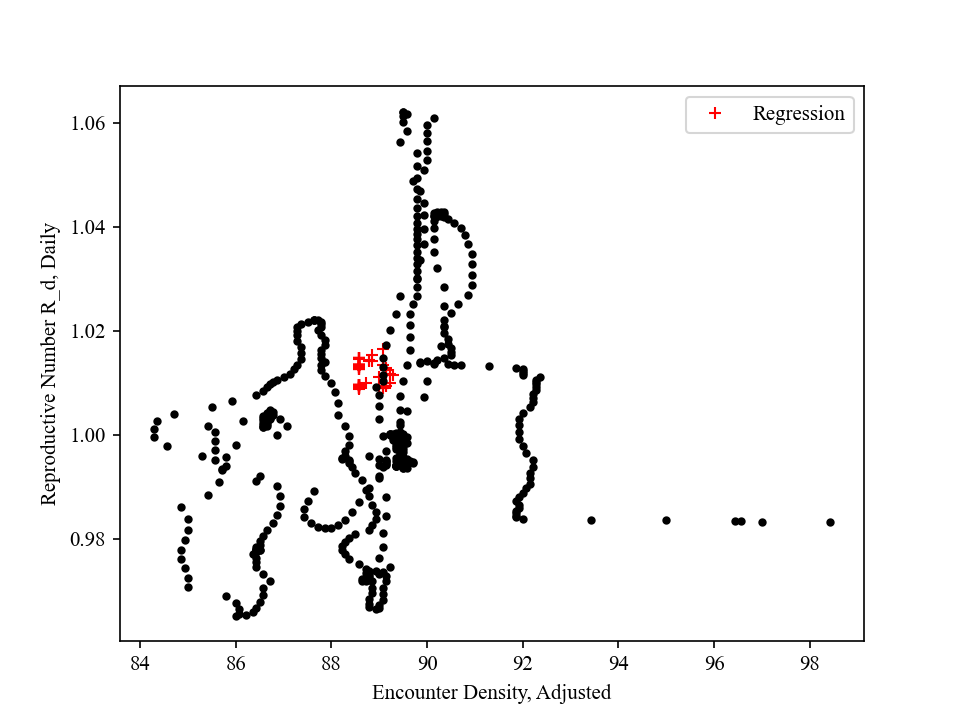 Regression
1.06
1.04
1.02
1.00
0.98
Reproductive Number R_d, Daily
84 86 88 90 92 94 96 98
Encounter Density, Adjusted